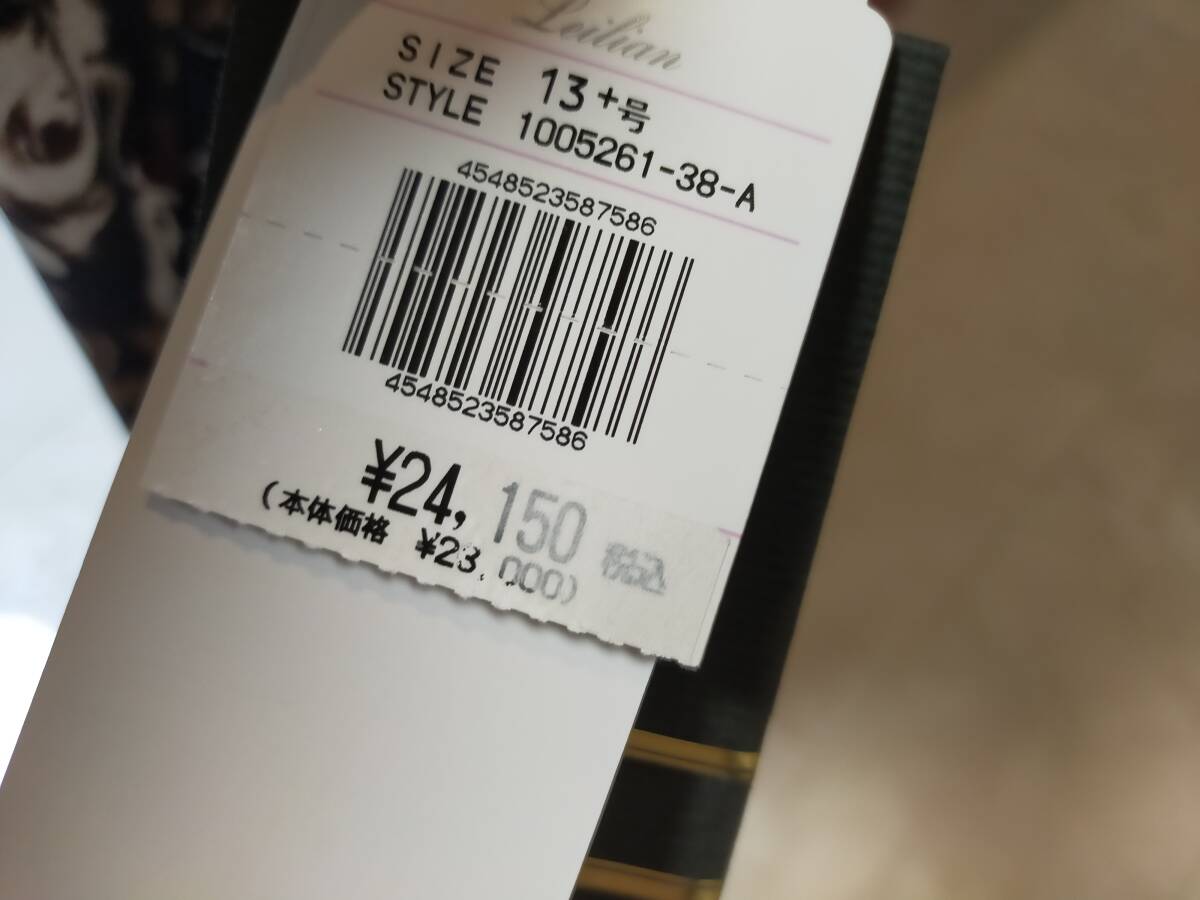 Leilian
SIZE 13+号
STYLE 1005261-38-A
4548523587586
4548523587586
¥24,150 税込
(本体価格 ¥23,000)